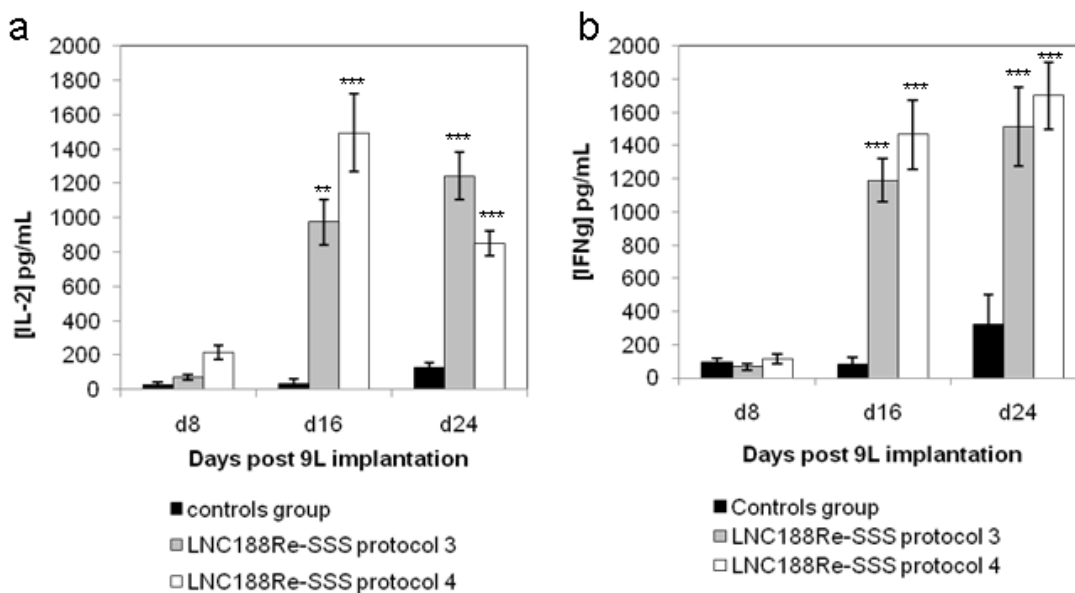 a
[IL-2] pg/mL
2000
1800
1600
1400
1200
1000
800
600
400
200
0
**
***
***
***
d8 d16 d24
Days post 9L implantation
controls group
LNC188Re-SSS protocol 3
LNC188Re-SSS protocol 4
b
[IFNg] pg/mL
2000
1800
1600
1400
1200
1000
800
600
400
200
0
***
***
***
***
d8 d16 d24
Days post 9L implantation
Controls group
LNC188Re-SSS protocol 3
LNC188Re-SSS protocol 4